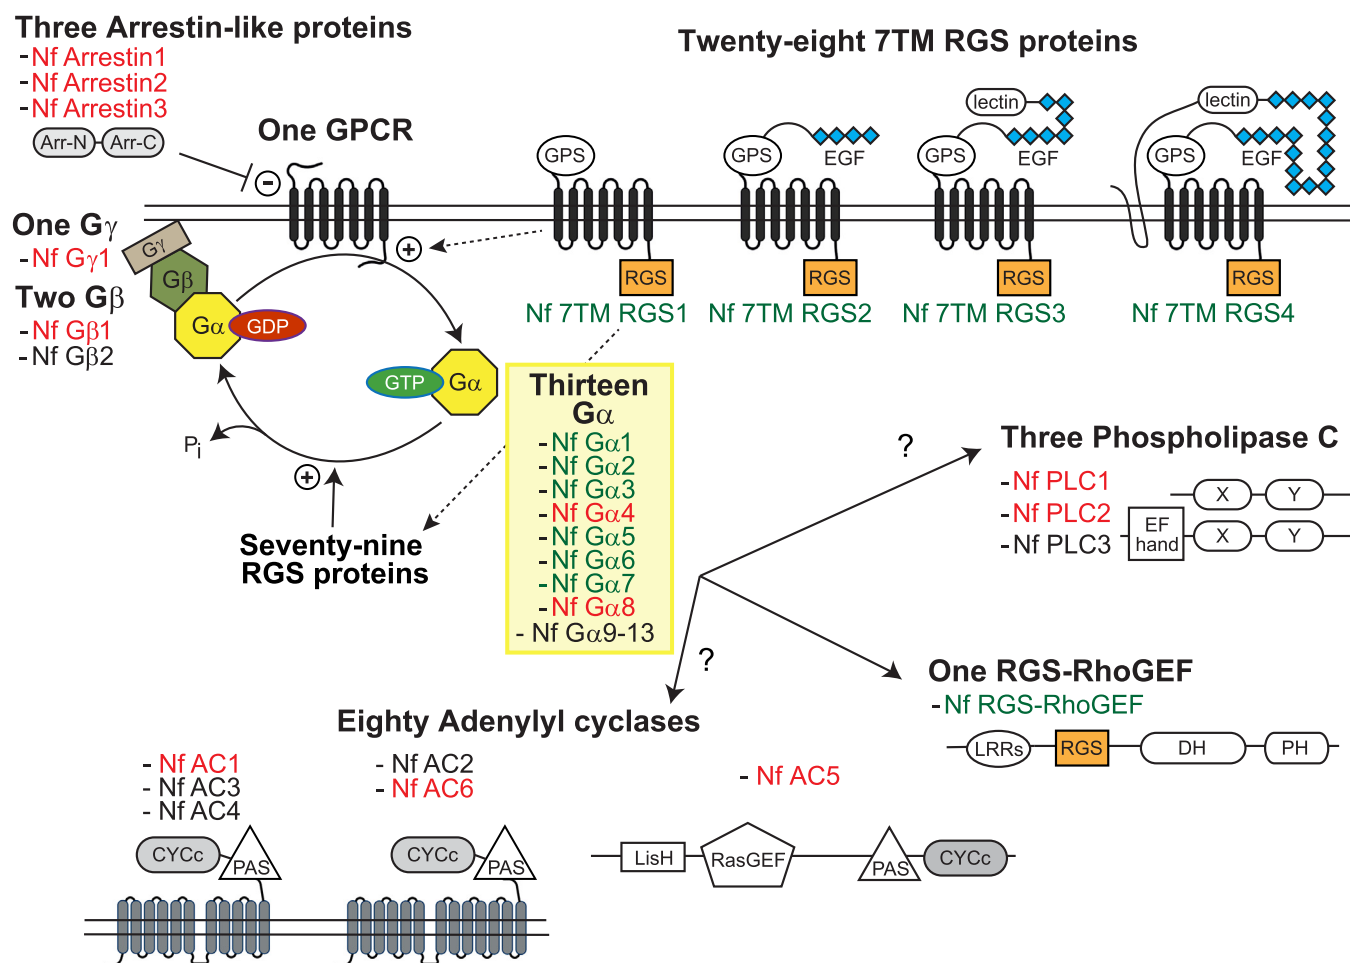 Three Arrestin-like proteins
-Nf Arrestin1
-Nf Arrestin2
-Nf Arrestin3
Arr-N Arr-C
One GPCR
-
Twenty-eight 7TM RGS proteins
GPS
GPS
EGF
lectin
GPS
EGF
lectin
GPS
EGF
RGS
RGS
RGS
RGS
Nf 7TM RGS1
Nf 7TM RGS2
Nf 7TM RGS3
Nf 7TM RGS4
One Gγ
-Nf Gγ1
Two Gβ
-Nf Gβ1
-Nf Gβ2
Gγ
Gβ
Gα GDP
+
GTP Gα
Pi
+
Seventy-nine
RGS proteins
Thirteen
Gα
-Nf Gα1
-Nf Gα2
-Nf Gα3
-Nf Gα4
-Nf Gα5
-Nf Gα6
-Nf Gα7
-Nf Gα8
- Nf Gα9-13
?
?
Three Phospholipase C
-Nf PLC1
-Nf PLC2
-Nf PLC3
X Y
EF
hand
X Y
One RGS-RhoGEF
-Nf RGS-RhoGEF
LRRs RGS DH PH
Eighty Adenylyl cyclases
- Nf AC1
- Nf AC3
- Nf AC4
CYCc PAS
- Nf AC2
- Nf AC6
CYCc PAS
- Nf AC5
LisH RasGEF PAS CYCc